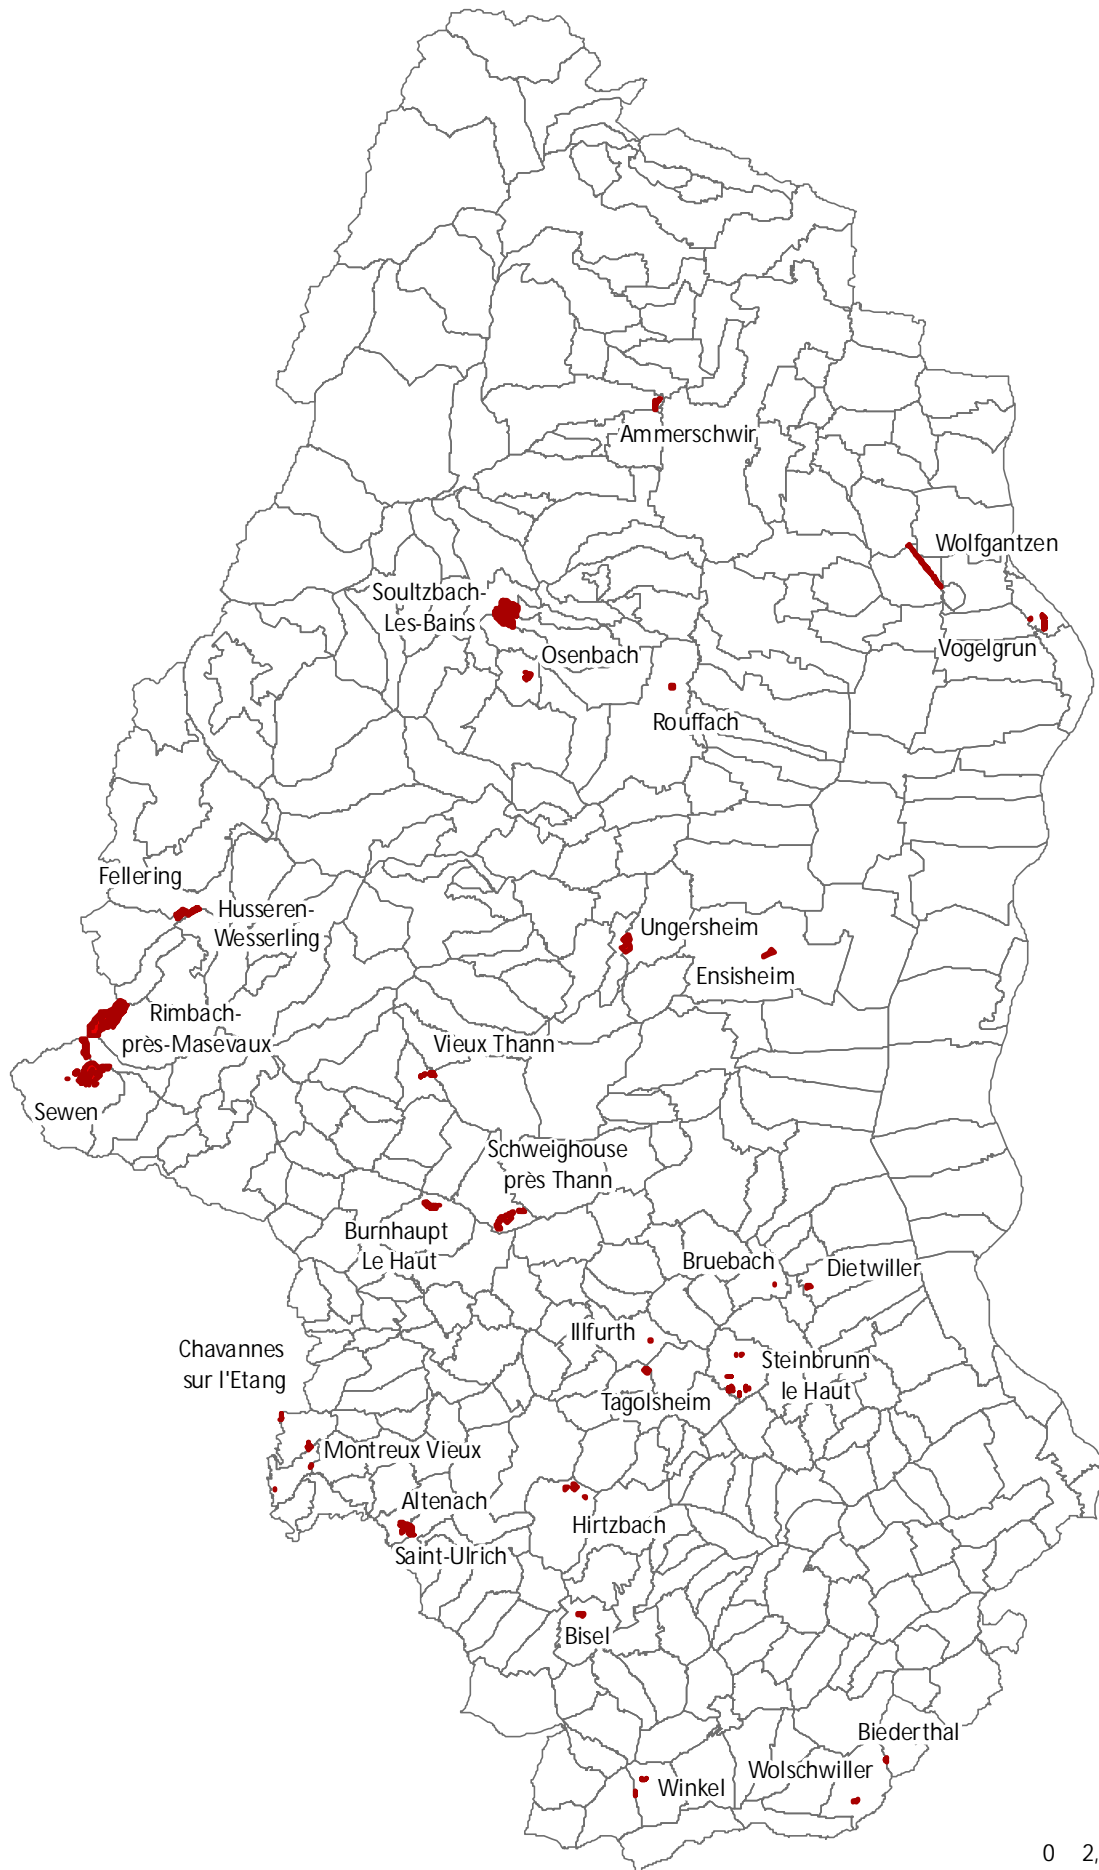 Ammerschwir
Wolfgantzen
Soultzbach-
Les-Bains
Osenbach
Vogelgrun
Rouffach
Fellering
Husseren-
Wesserling
Ungersheim
Ensisheim
Rimbach-
près-Masevaux
Vieux Thann
Sewen
Schweighouse
près Thann
Burnhaupt
Le Haut
Bruebach
Dietwiller
Illfurth
Chavannes
sur l'Etang
Steinbrunn
le Haut
Tagolsheim
Montreux Vieux
Altenach
Hirtzbach
Saint-Ulrich
Bisel
Biederthal
Wolschwiller
Winkel
0 2,